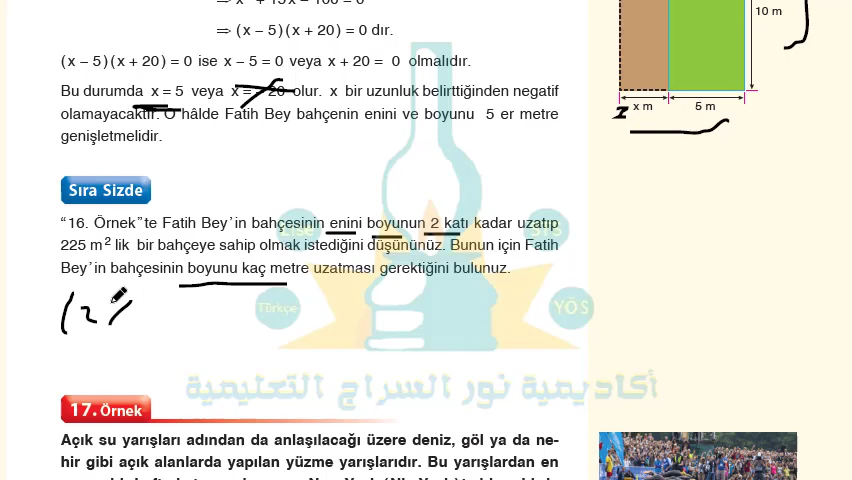 ⇒ (x − 5) (x + 20) = 0 dır.
(x − 5) (x + 20) = 0 ise x − 5 = 0 veya x + 20 = 0 olmalıdır.
Bu durumda x = 5 veya x = − 20 olur. x bir uzunluk belirttiğinden negatif
olamayacaktır. O hâlde Fatih Bey bahçenin enini ve boyunu 5 er metre
genişletmelidir.
10 m
x m 5 m
Sıra Sizde
“16. Örnek”te Fatih Bey’in bahçesinin enini boyunun 2 katı kadar uzatıp
225 m² lik bir bahçeye sahip olmak istediğini düşününüz. Bunun için Fatih
Bey’in bahçesinin boyunu kaç metre uzatması gerektiğini bulunuz.
(2
Türkçe
YÖS
أكاديمية نور السراج التعليمية
17. Örnek
Açık su yarışları adından da anlaşılacağı üzere deniz, göl ya da ne-
hir gibi açık alanlarda yapılan yüzme yarışlarıdır. Bu yarışlardan en